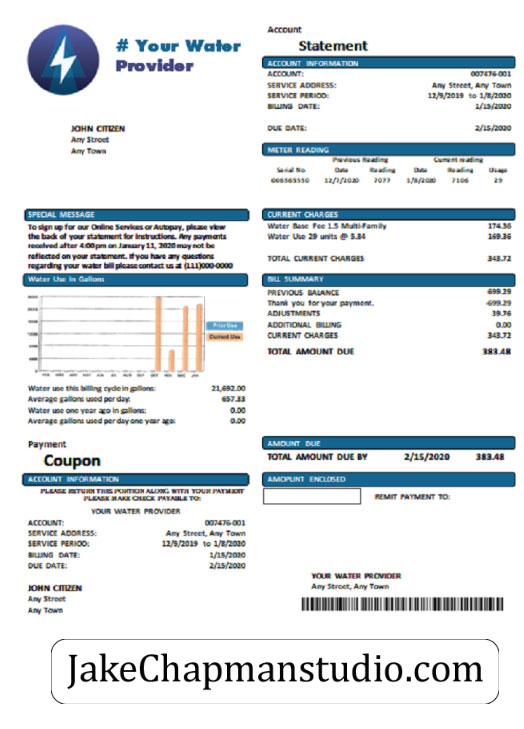 # Your Water
Provider
Account
Statement
ACCOUNT INFORMATION
ACCOUNT: 007476-001
SERVICE ADDRESS: Any Street, Any Town
SERVICE PERIOD: 12/9/2019 to 1/8/2020
BILLING DATE: 1/15/2020
DUE DATE: 2/15/2020
JOHN CITIZEN
Any Street
Any Town
METER READING
Previous Reading Current reading
Serial No Date Reading Date Reading Usage
12/7/2020 7077 1/8/2020 7106 29
SPECIAL MESSAGE
To sign up for our Online Services or Autopay, please view
the back of your statement for instructions. Any payments
received after 4:00pm on January 11, 2020 may not be
reflected on your statement. If you have any questions
regarding your water bill please contact us at (111)000-0000
CURRENT CHARGES
Water Base Fee 1.5 Multi-Family 174.36
Water Use 29 units @ 5.84 169.36
TOTAL CURRENT CHARGES 343.72
Water Use In Gallons
Prior Use
Current Use
BILL SUMMARY
PREVIOUS BALANCE -699.29
Thank you for your payment. -699.29
ADJUSTMENTS 39.76
ADDITIONAL BILLING 0.00
CURRENT CHARGES 343.72
TOTAL AMOUNT DUE 383.48
Water use this billing cycle in gallons: 21,692.00
Average gallons used per day: 657.33
Water use one year ago in gallons: 0.00
Average gallons used per day one year ago: 0.00
Payment
Coupon
AMOUNT DUE
TOTAL AMOUNT DUE BY 2/15/2020 383.48
ACCOUNT INFORMATION
PLEASE RETURN THIS PORTION ALONG WITH YOUR PAYMENT
PLEASE MAKE CHECK PAYABLE TO:
YOUR WATER PROVIDER
ACCOUNT: 007476-001
SERVICE ADDRESS: Any Street, Any Town
SERVICE PERIOD: 12/9/2019 to 1/8/2020
BILLING DATE: 1/15/2020
DUE DATE: 2/15/2020
AMOPLINT ENCLOSED
REMIT PAYMENT TO:
JOHN CITIZEN
Any Street
Any Town
YOUR WATER PROVIDER
Any Street, Any Town
JakeChapmanstudio.com